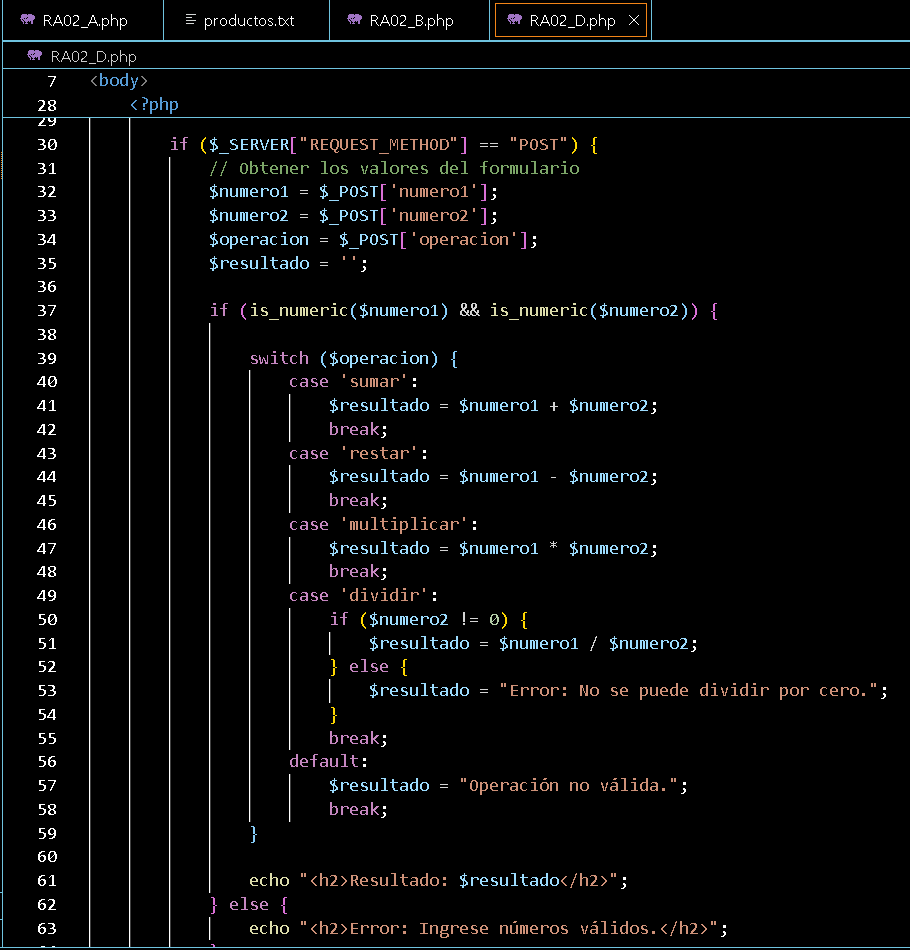 RA02_A.php productos.txt RA02_B.php RA02_D.php ×
RA02_D.php
7 <body>
28 <?php
29
30 if ($_SERVER["REQUEST_METHOD"] == "POST") {
31 // Obtener los valores del formulario
32 $numero1 = $_POST['numero1'];
33 $numero2 = $_POST['numero2'];
34 $operacion = $_POST['operacion'];
35 $resultado = '';
36
37 if (is_numeric($numero1) && is_numeric($numero2)) {
38
39 switch ($operacion) {
40 case 'sumar':
41 $resultado = $numero1 + $numero2;
42 break;
43 case 'restar':
44 $resultado = $numero1 - $numero2;
45 break;
46 case 'multiplicar':
47 $resultado = $numero1 * $numero2;
48 break;
49 case 'dividir':
50 if ($numero2 != 0) {
51 $resultado = $numero1 / $numero2;
52 } else {
53 $resultado = "Error: No se puede dividir por cero.";
54 }
55 break;
56 default:
57 $resultado = "Operación no válida.";
58 break;
59 }
60
61 echo "<h2>Resultado: $resultado</h2>";
62 } else {
63 echo "<h2>Error: Ingrese números válidos.</h2>";